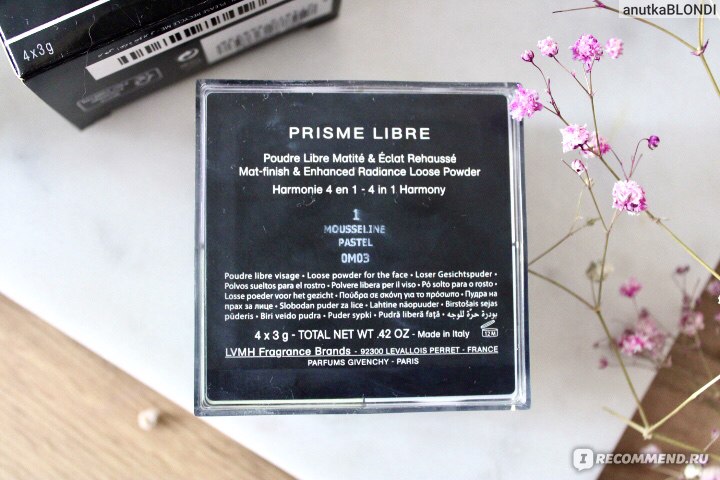 anutkaBLONDI
4x3g
PRISME LIBRE
Poudre Libre Matité & Éclat Rehaussé
Mat-finish & Enhanced Radiance Loose Powder
Harmonie 4 en 1 - 4 in 1 Harmony
1
MOUSSELINE
PASTEL
0M03
Poudre libre visage • Loose powder for the face • Loser Gesichtspuder •
Polvos sueltos para el rostro • Polvere libera per il viso • Pó solto para o rosto •
Losse poeder voor het gezicht • Πούδρα σε σκόνη για το πρόσωπο • Пудра на
прах за лице • Slobodan puder za lice • Lahtine näopuuder • Birstošais sejas
pūderis • Biri veido pudra • Puder sypki • Pudră liberă față • بودرة حرّة للوجه
4 x 3 g - TOTAL NET WT .42 OZ - Made in Italy
12M
LVMH Fragrance Brands - 92300 LEVALLOIS PERRET - FRANCE
PARFUMS GIVENCHY - PARIS
IRECOMMEND.RU